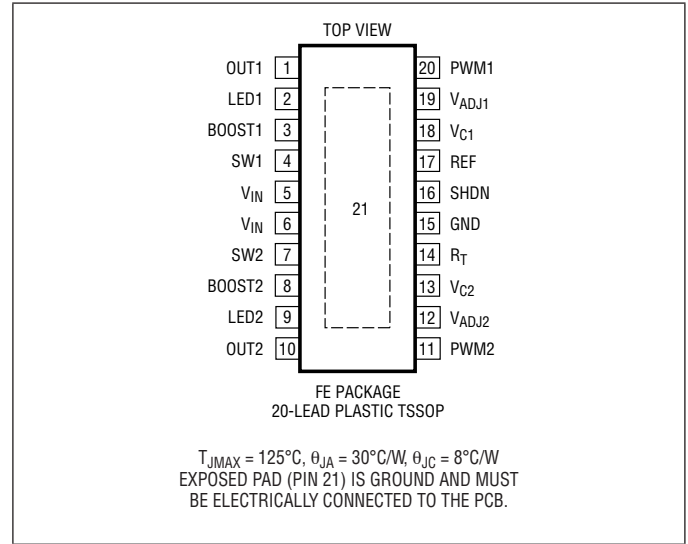 TOP VIEW
OUT1 1
LED1 2
BOOST1 3
SW1 4
VIN 5
VIN 6
SW2 7
BOOST2 8
LED2 9
OUT2 10
21
20 PWM1
19 VADJ1
18 VC1
17 REF
16 SHDN
15 GND
14 RT
13 VC2
12 VADJ2
11 PWM2
FE PACKAGE
20-LEAD PLASTIC TSSOP
TJMAX = 125°C, θJA = 30°C/W, θJC = 8°C/W
EXPOSED PAD (PIN 21) IS GROUND AND MUST
BE ELECTRICALLY CONNECTED TO THE PCB.